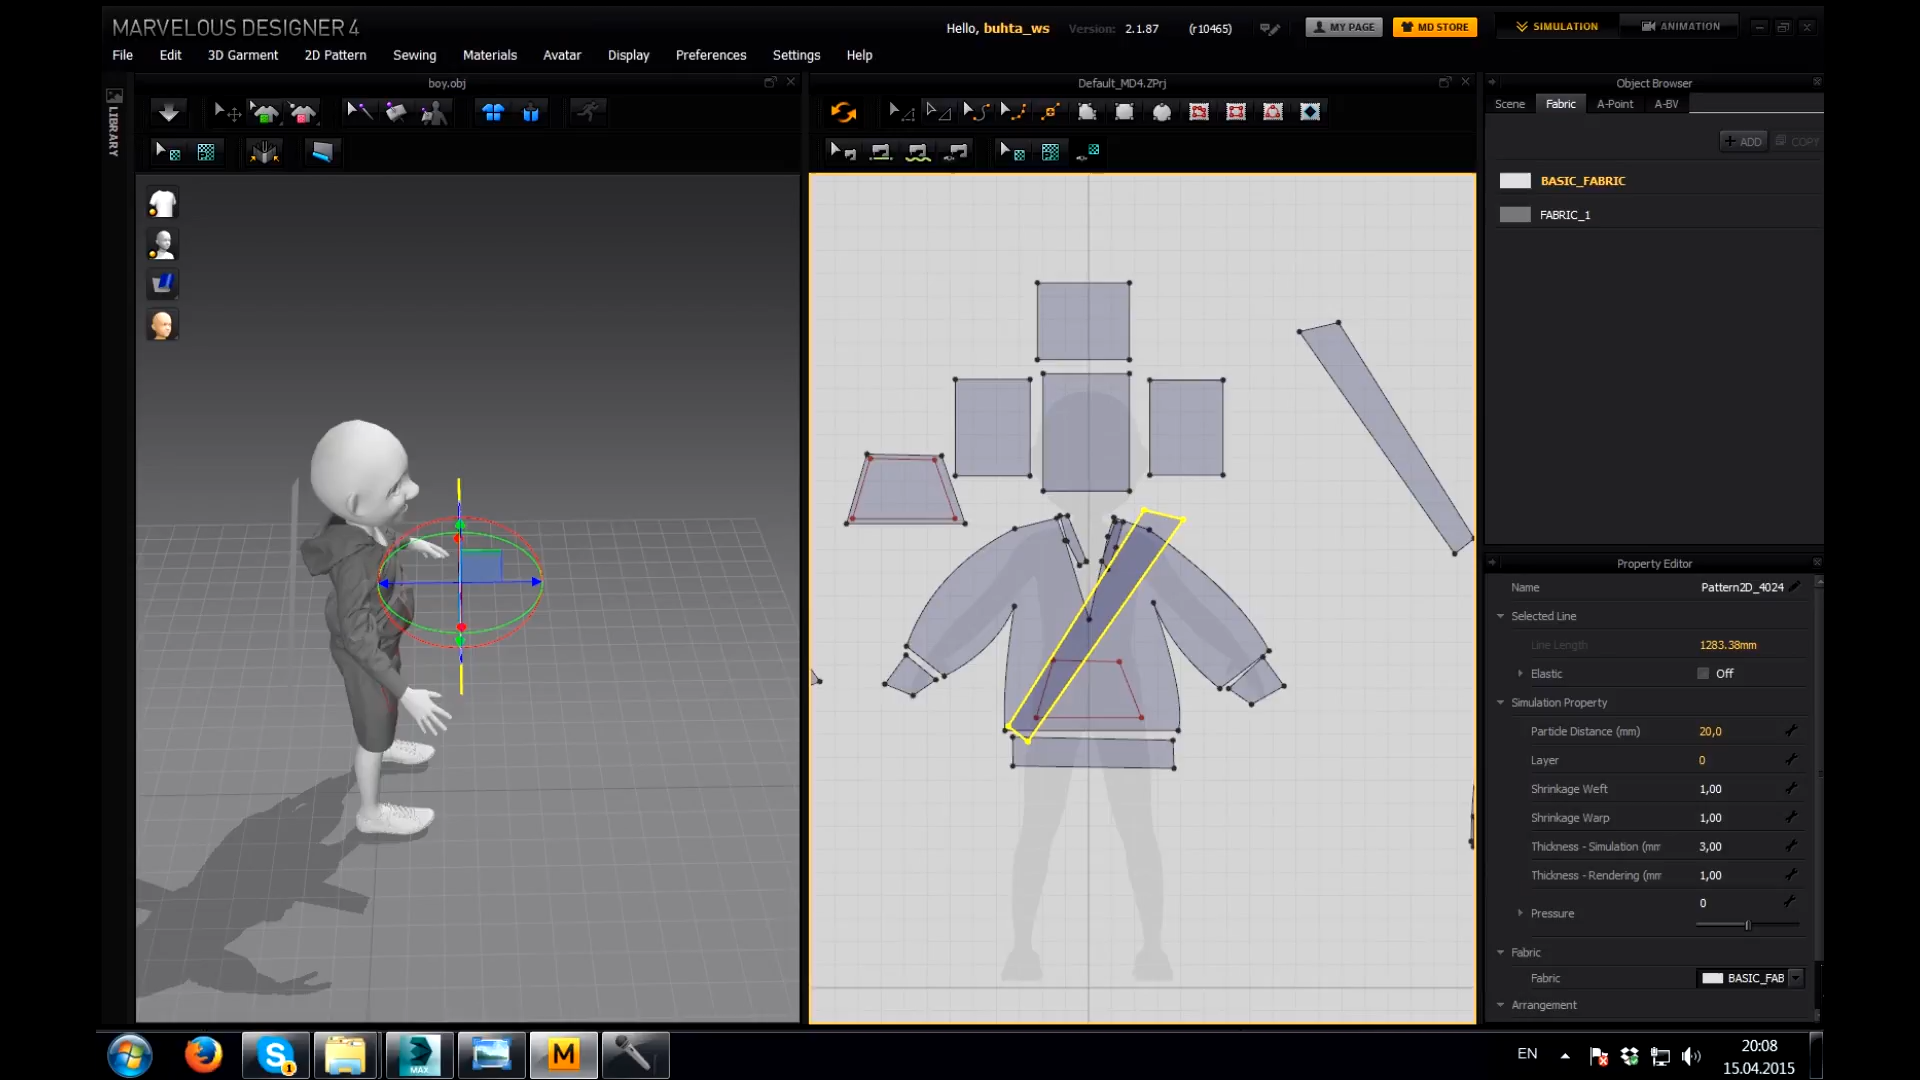 MARVELOUS DESIGNER 4
Hello, buhta_ws Version: 2.1.87 (r10465)
MY PAGE
MD STORE
SIMULATION
ANIMATION
File Edit 3D Garment 2D Pattern Sewing Materials Avatar Display Preferences Settings Help
LIBRARY
boy.obj
Default_MD4.ZPrj
Object Browser
Scene Fabric A-Point A-BV
+ ADD COPY
BASIC_FABRIC
FABRIC_1
Property Editor
Name Pattern2D_4024
Selected Line
Line Length 1283.38mm
Elastic Off
Simulation Property
Particle Distance (mm) 20,0
Layer 0
Shrinkage Weft 1,00
Shrinkage Warp 1,00
Thickness - Simulation (mm 3,00
Thickness - Rendering (mm 1,00
Pressure 0
Fabric
Fabric BASIC_FAB
Arrangement
S 1
MAX
M
EN
20:08
15.04.2015